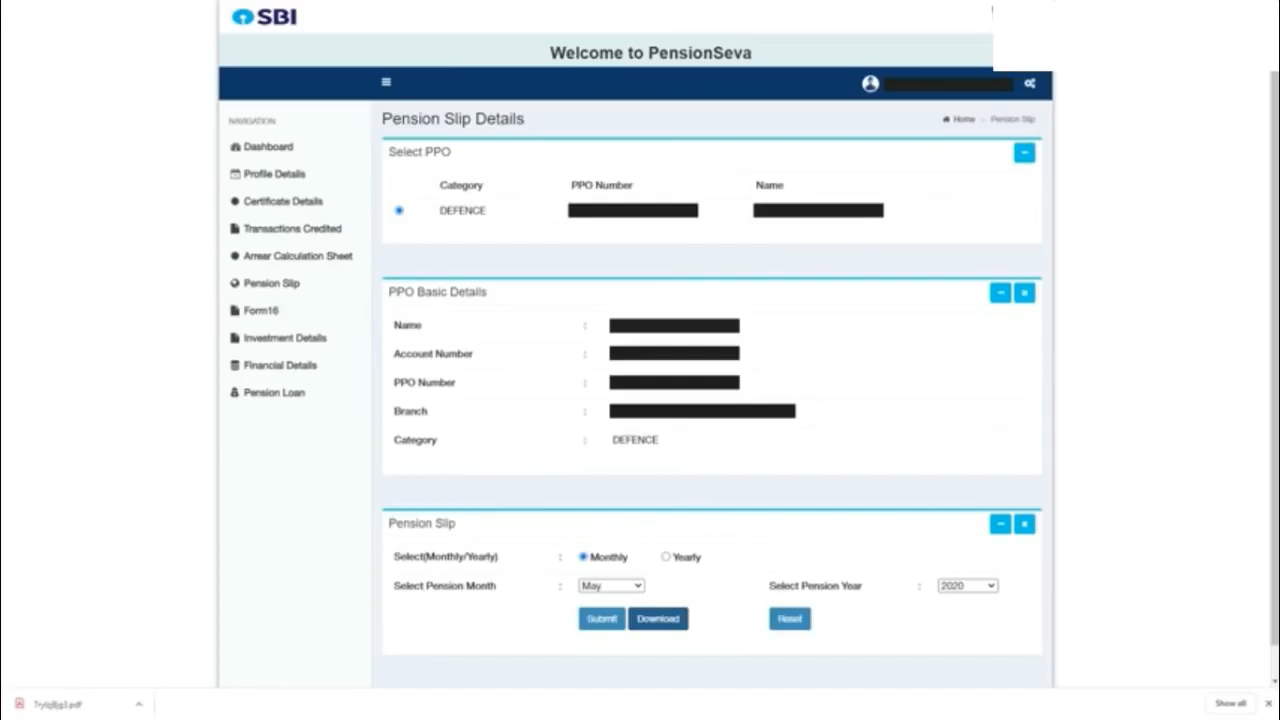 SBI
Welcome to PensionSeva
NAVIGATION
Dashboard
Profile Details
Certificate Details
Transactions Credited
Arrear Calculation Sheet
Pension Slip
Form16
Investment Details
Financial Details
Pension Loan
Pension Slip Details
Home Pension Slip
Select PPO
Category PPO Number Name
DEFENCE
PPO Basic Details
Name :
Account Number :
PPO Number :
Branch :
Category : DEFENCE
Pension Slip
Select(Monthly/Yearly) : Monthly Yearly
Select Pension Month : May Select Pension Year : 2020
Submit Download Reset
Show all